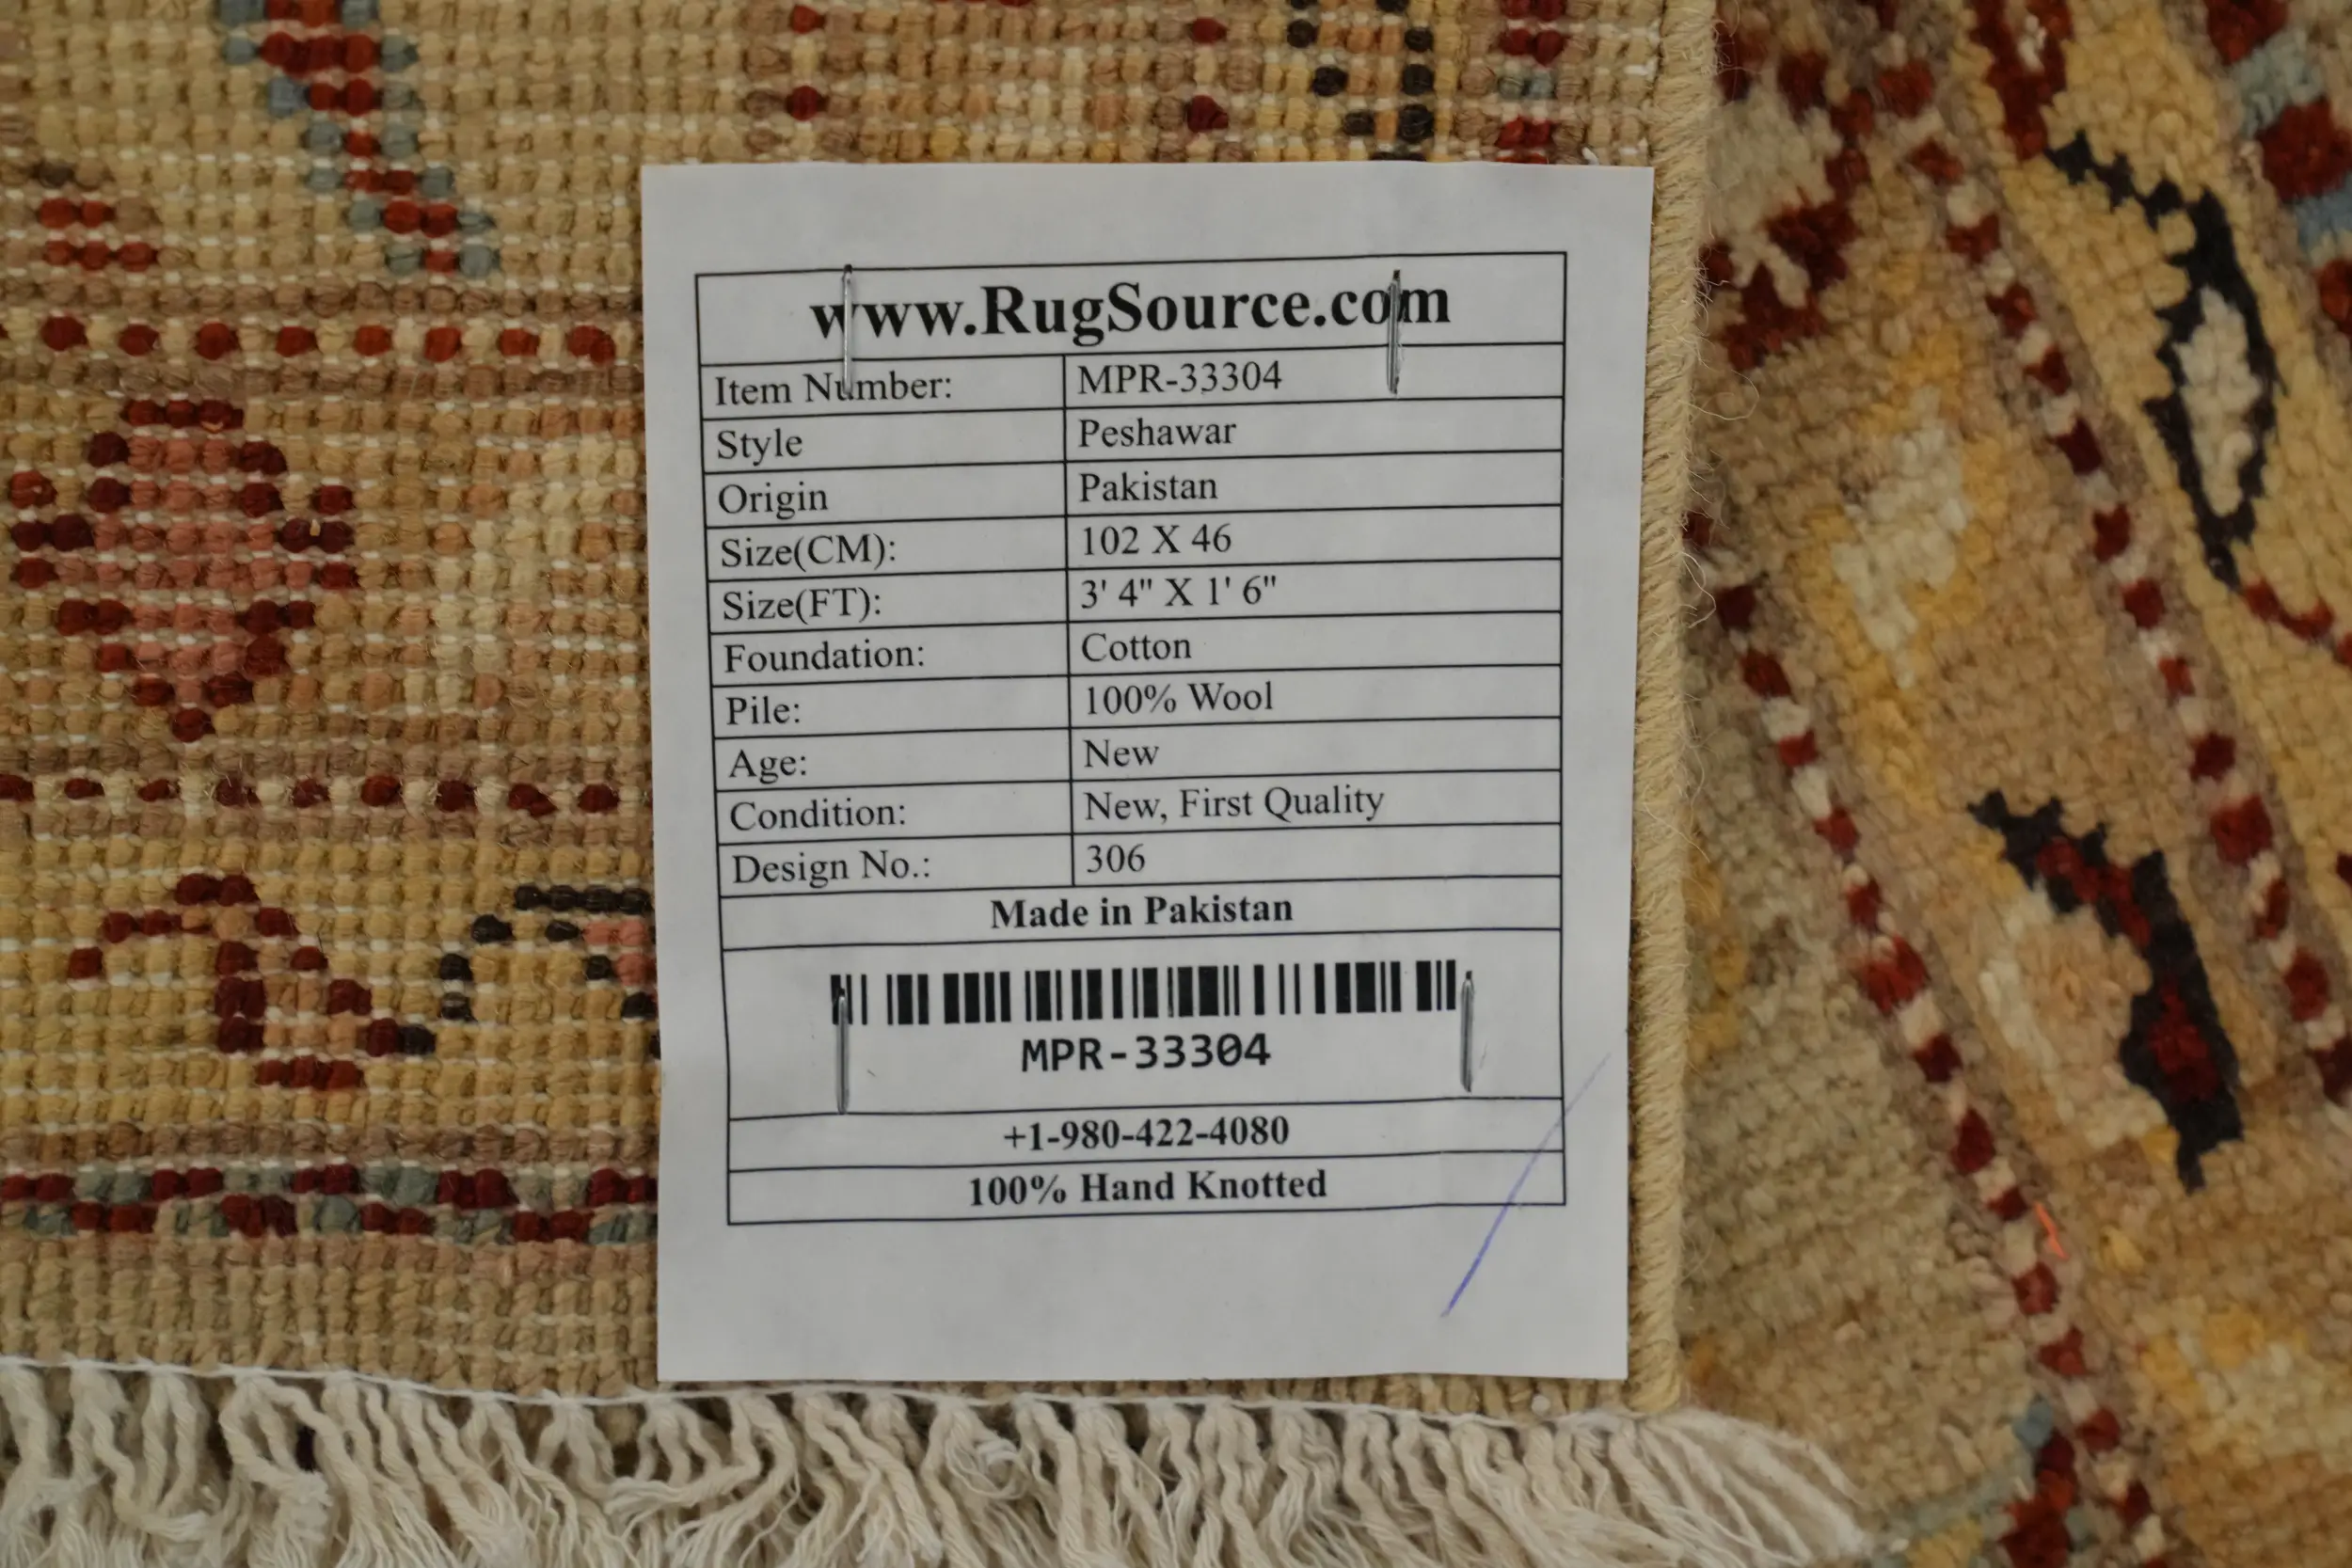 www.RugSource.com
Item Number: MPR-33304
Style Peshawar
Origin Pakistan
Size(CM): 102 X 46
Size(FT): 3' 4" X 1' 6"
Foundation: Cotton
Pile: 100% Wool
Age: New
Condition: New, First Quality
Design No.: 306
Made in Pakistan
MPR-33304
+1-980-422-4080
100% Hand Knotted